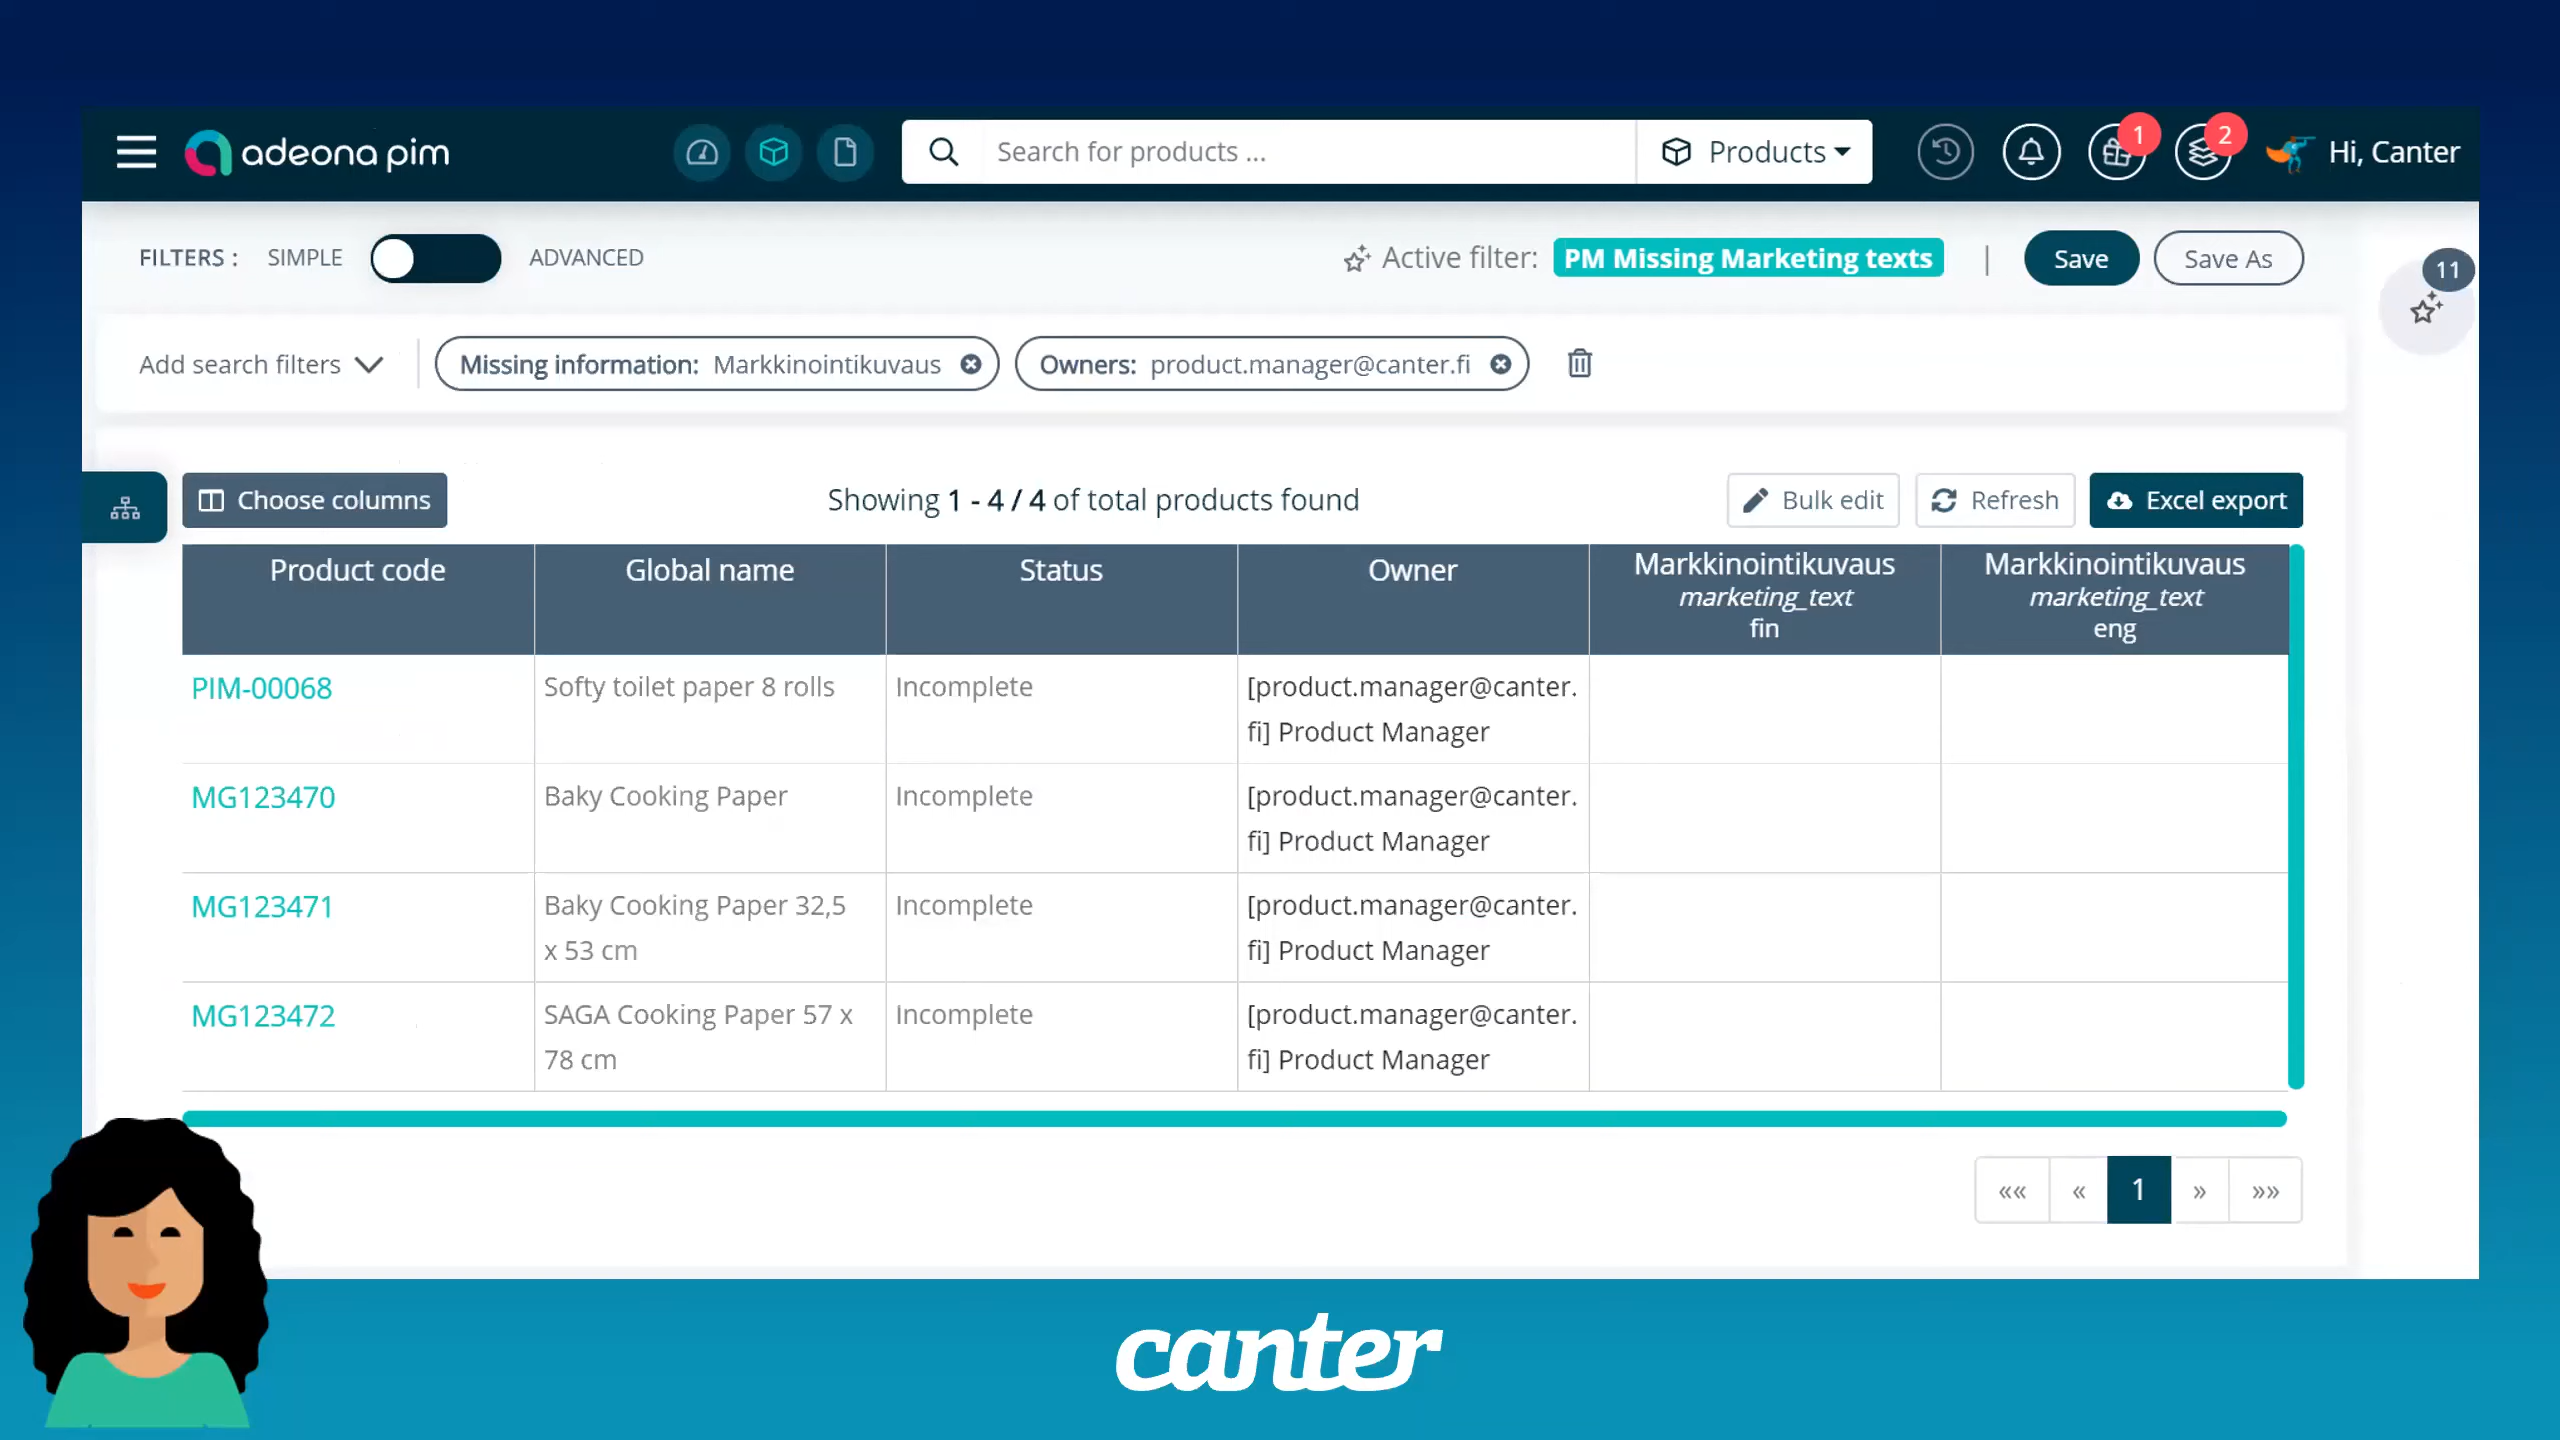 adeona pim
Search for products ...
Products
1
2
Hi, Canter
FILTERS :
SIMPLE
ADVANCED
Active filter:
PM Missing Marketing texts
|
Save
Save As
11
Add search filters
Missing information: Markkinointikuvaus
Owners: product.manager@canter.fi
Choose columns
Showing 1 - 4 / 4 of total products found
Bulk edit
Refresh
Excel export
Product code
Global name
Status
Owner
Markkinointikuvaus
marketing_text
fin
Markkinointikuvaus
marketing_text
eng
PIM-00068
Softy toilet paper 8 rolls
Incomplete
[product.manager@canter.
fi] Product Manager
MG123470
Baky Cooking Paper
Incomplete
[product.manager@canter.
fi] Product Manager
MG123471
Baky Cooking Paper 32,5
x 53 cm
Incomplete
[product.manager@canter.
fi] Product Manager
MG123472
SAGA Cooking Paper 57 x
78 cm
Incomplete
[product.manager@canter.
fi] Product Manager
«« « 1 » »»
canter